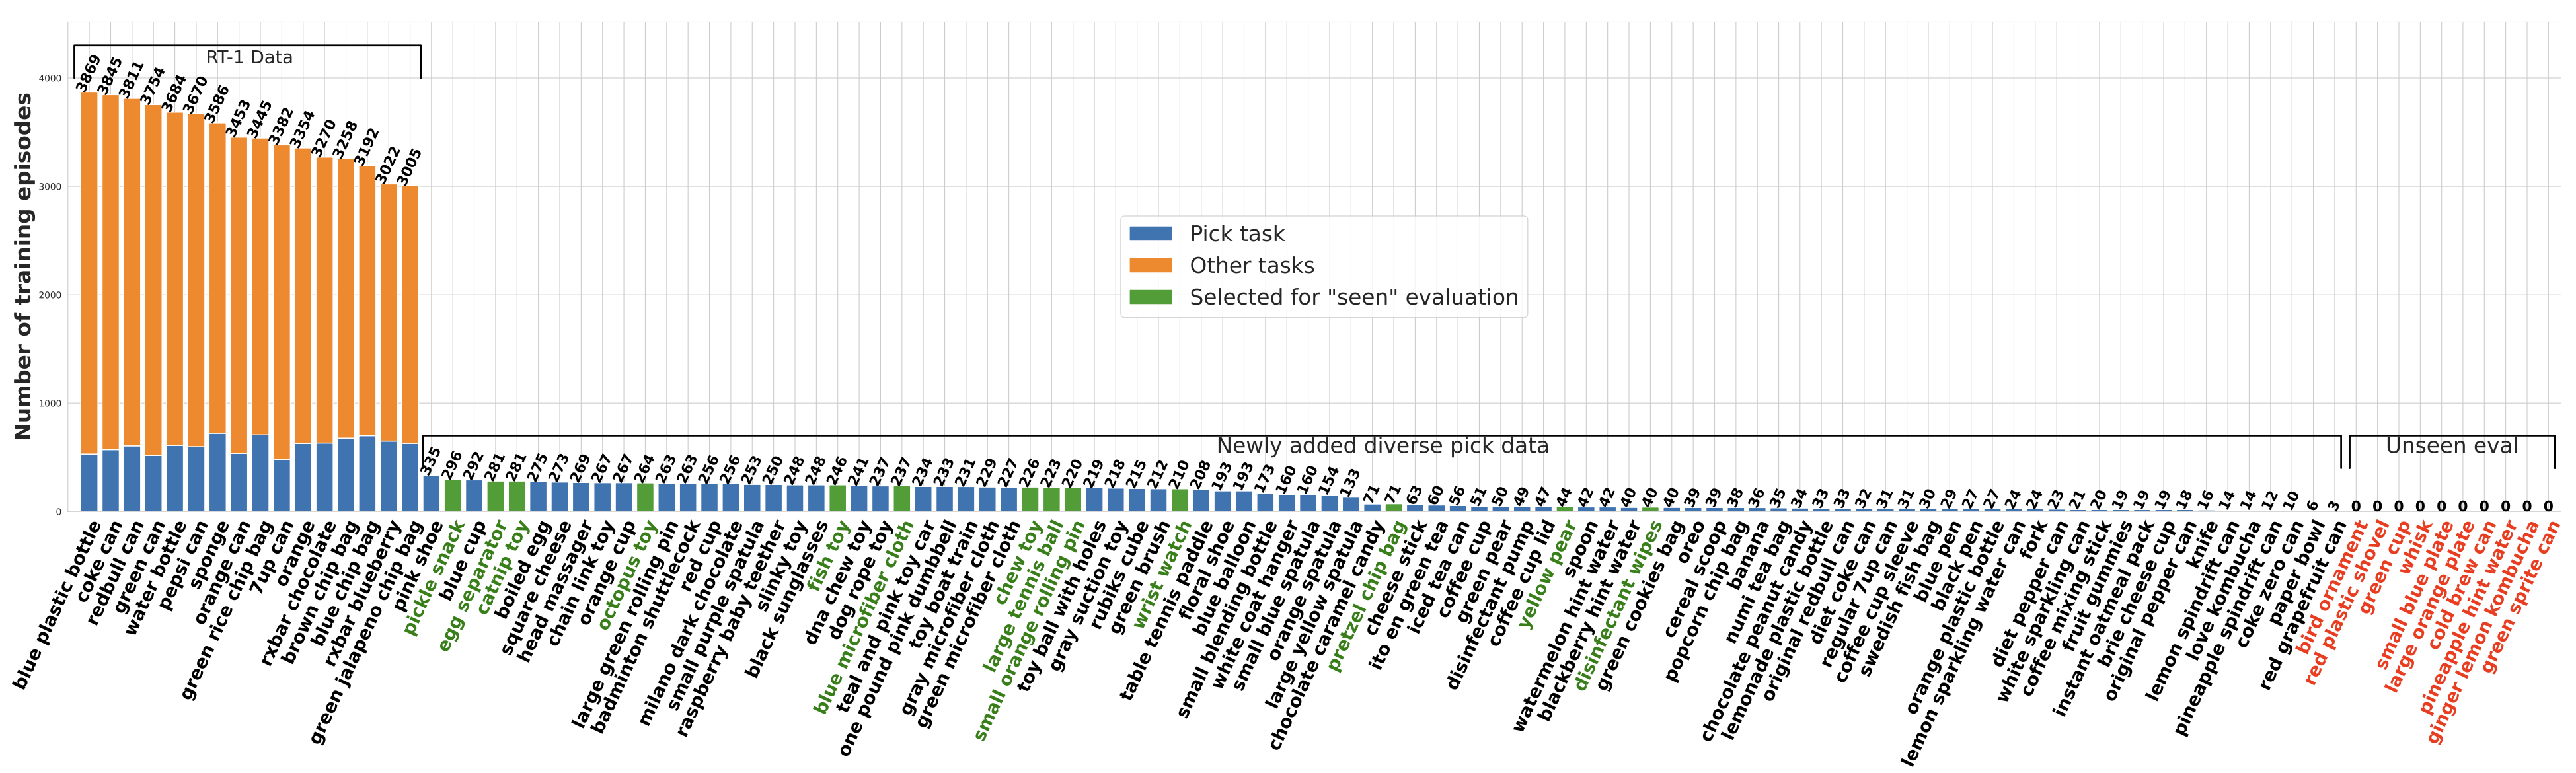 RT-1 Data
Number of training episodes
4000
3000
2000
1000
0
3869
3845
3811
3754
3684
3670
3586
3453
3445
3382
3354
3270
3258
3192
3022
3005
Pick task
Other tasks
Selected for "seen" evaluation
Newly added diverse pick data
Unseen eval
335
296
292
281
281
275
273
269
267
267
264
263
263
256
256
253
250
248
248
246
241
237
237
234
233
231
229
227
226
223
220
219
218
215
212
210
208
193
193
173
160
160
154
133
71
71
63
60
56
51
50
49
47
44
42
42
40
40
40
39
39
38
36
35
34
33
33
32
31
31
30
29
27
27
24
24
23
21
20
19
19
19
18
16
14
14
12
10
6
3
0
0
0
0
0
0
0
0
0
0
blue plastic bottle
coke can
redbull can
green can
water bottle
pepsi can
sponge
orange can
green rice chip bag
7up can
orange
rxbar chocolate
brown chip bag
blue chip bag
rxbar blueberry
green jalapeno chip bag
pink shoe
pickle snack
blue cup
egg separator
catnip toy
boiled egg
square cheese
head massager
chain link toy
orange cup
octopus toy
large green rolling pin
badminton shuttlecock
red cup
milano dark chocolate
small purple spatula
raspberry baby teether
slinky toy
black sunglasses
fish toy
dna chew toy
dog rope toy
blue microfiber cloth
teal and pink toy car
one pound pink dumbbell
toy boat train
gray microfiber cloth
green microfiber cloth
chew toy
large tennis ball
small orange rolling pin
toy ball with holes
gray suction toy
rubiks cube
green brush
wrist watch
table tennis paddle
floral shoe
blue balloon
small blending bottle
white coat hanger
small blue spatula
orange spatula
large yellow spatula
chocolate caramel candy
pretzel chip bag
cheese stick
ito en green tea
iced tea can
coffee cup
green pear
disinfectant pump
coffee cup lid
yellow pear
spoon
watermelon hint water
blackberry hint water
disinfectant wipes
green cookies bag
oreo
cereal scoop
popcorn chip bag
banana
numi tea bag
chocolate peanut candy
lemonade plastic bottle
original redbull can
diet coke can
regular 7up can
coffee cup sleeve
swedish fish bag
blue pen
black pen
orange plastic bottle
lemon sparkling water can
fork
diet pepper can
white sparkling can
coffee mixing stick
fruit gummies
instant oatmeal pack
brie cheese cup
original pepper can
knife
lemon spindrift can
love kombucha
pineapple spindrift can
coke zero can
paper bowl
red grapefruit can
bird ornament
red plastic shovel
green cup
whisk
small blue plate
large orange plate
cold brew can
pineapple hint water
ginger lemon kombucha
green sprite can